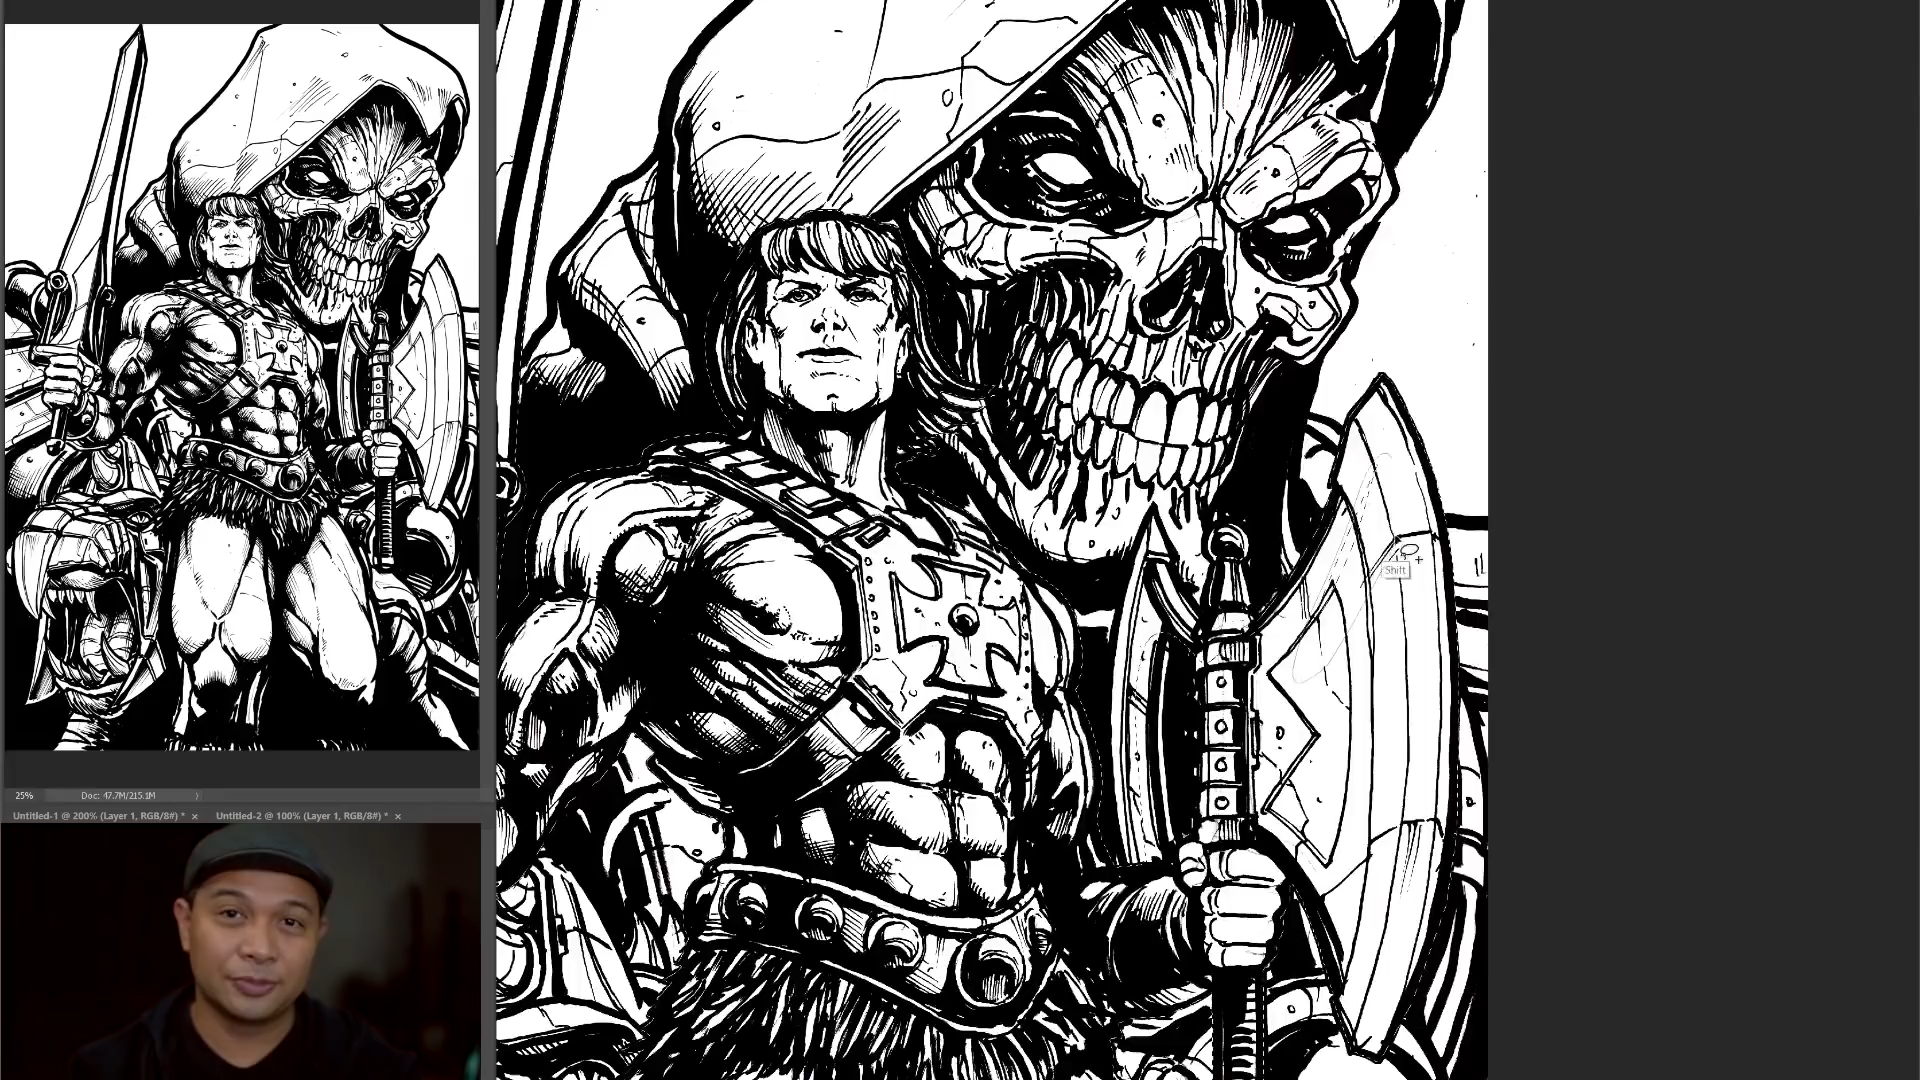 Shift
25% Doc: 47.7M/215.1M
Untitled-1 @ 200% (Layer 1, RGB/8#) * × Untitled-2 @ 100% (Layer 1, RGB/8#) * ×